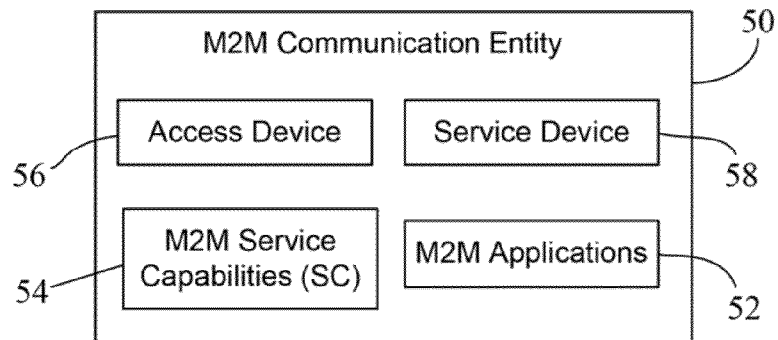 M2M Communication Entity
50
Access Device
Service Device
56
58
M2M Service
Capabilities (SC)
M2M Applications
54
52